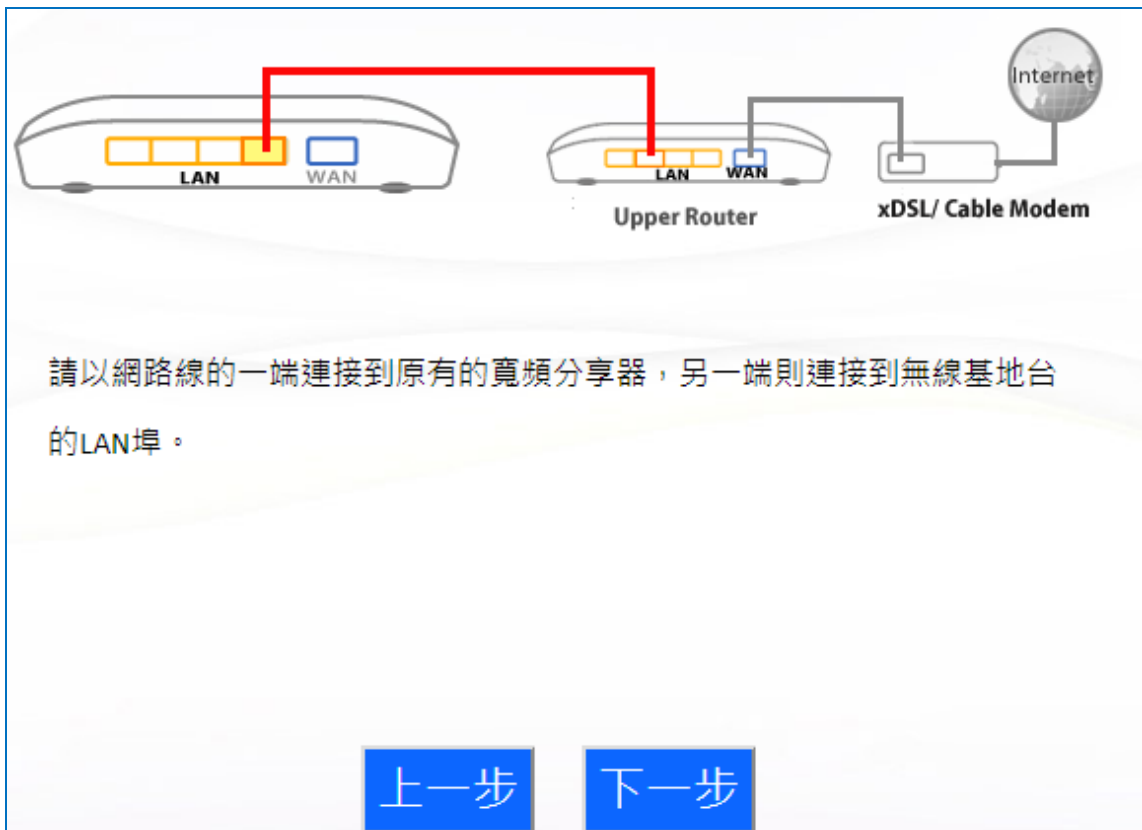 Internet
LAN
WAN
LAN
WAN
Upper Router
xDSL/ Cable Modem
請以網路線的一端連接到原有的寬頻分享器，另一端則連接到無線基地台
的LAN埠。
上一步
下一步